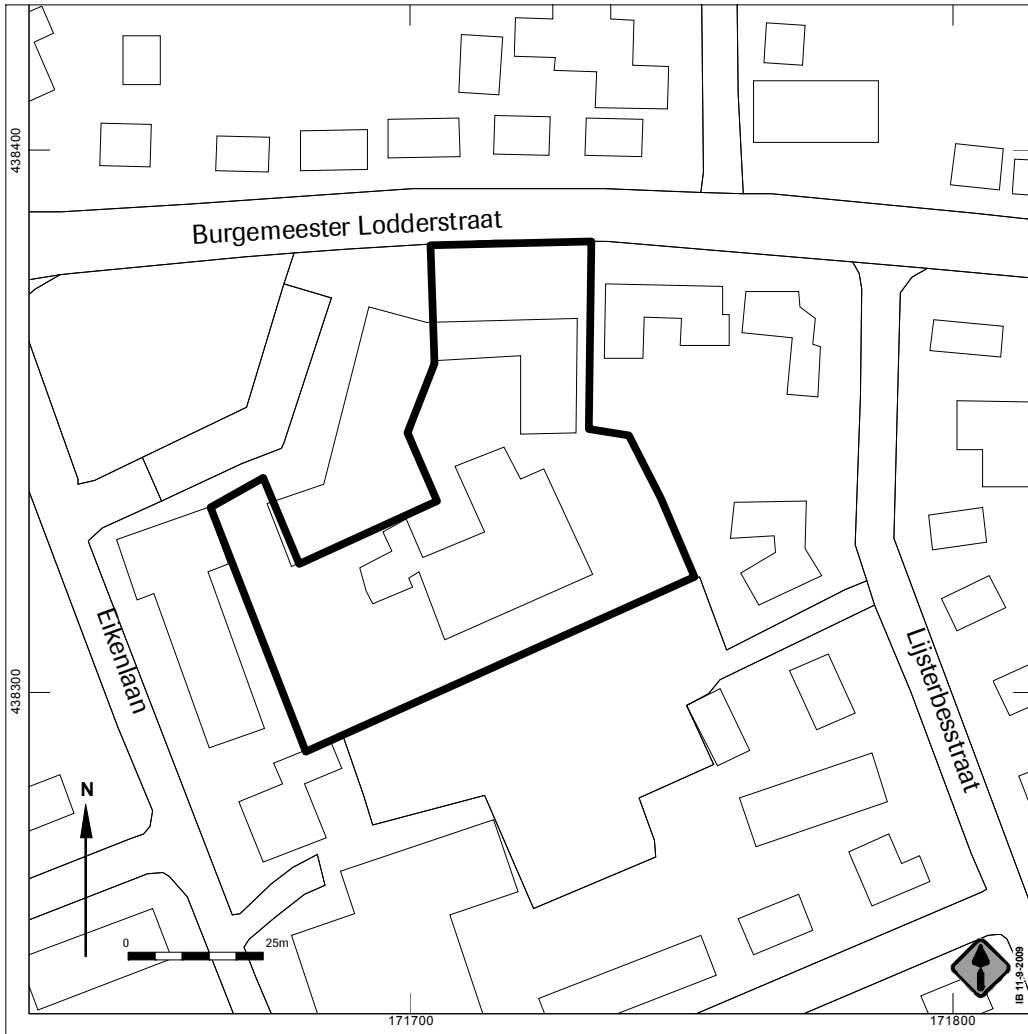 438400
Burgemeester Lodderstraat
Eikenlaan
Lijsterbesstraat
438300
N
0 25m
IB 11-9-2009
171700 171800